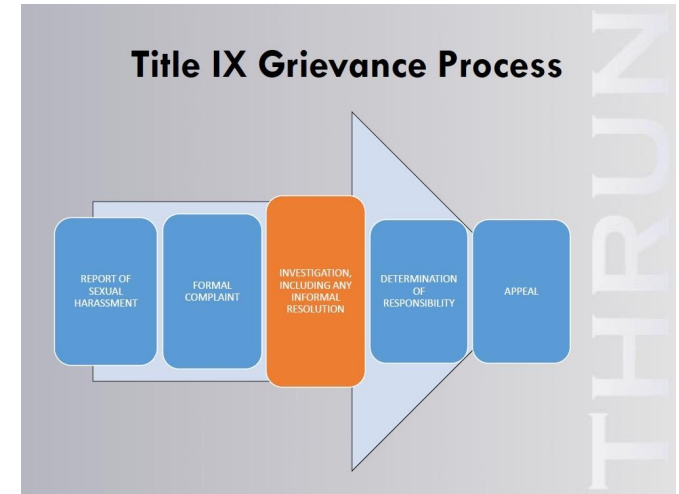 Title IX Grievance Process
REPORT OF
SEXUAL
HARASSMENT
FORMAL
COMPLAINT
INVESTIGATION,
INCLUDING ANY
INFORMAL
RESOLUTION
DETERMINATION
OF
RESPONSIBILITY
APPEAL
THRUN